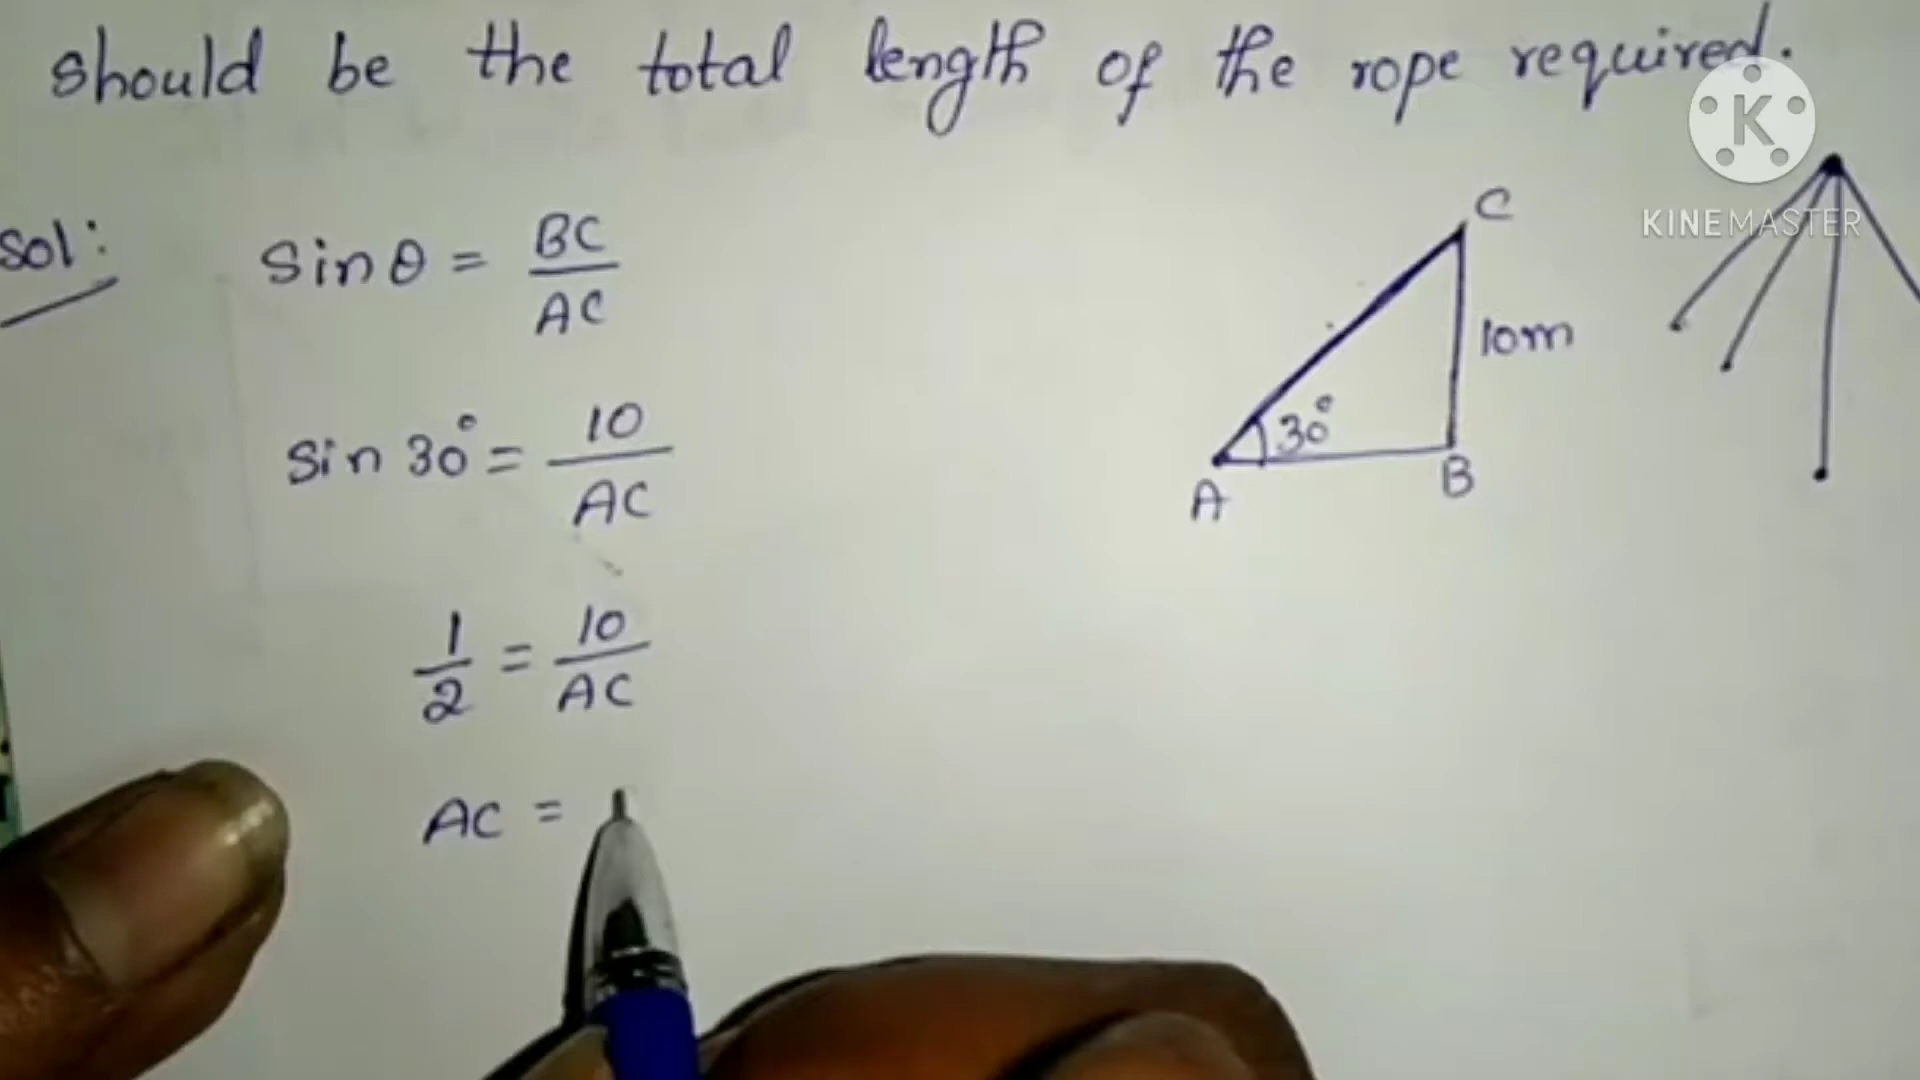 should be the total length of the rope required.
K
KINEMASTER
Sol:
Sin θ = BC/AC
Sin 30° = 10/AC
1/2 = 10/AC
AC =
C
10m
30°
A
B